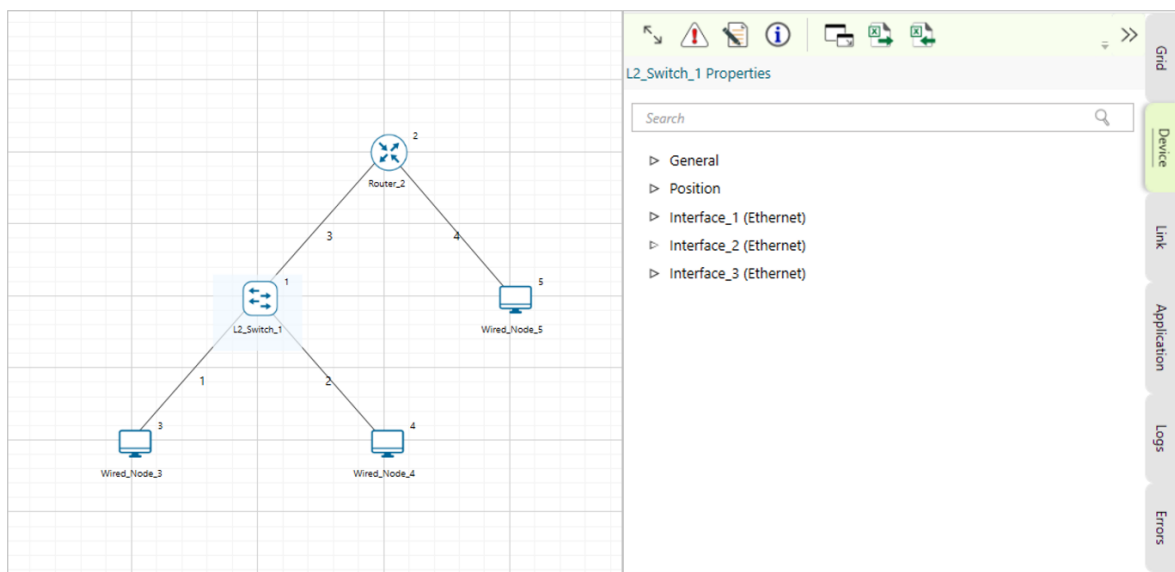 2
Router_2
3
4
1
L2_Switch_1
5
Wired_Node_5
1
2
3
Wired_Node_3
4
Wired_Node_4
L2_Switch_1 Properties
Search
General
Position
Interface_1 (Ethernet)
Interface_2 (Ethernet)
Interface_3 (Ethernet)
Grid
Device
Link
Application
Logs
Errors